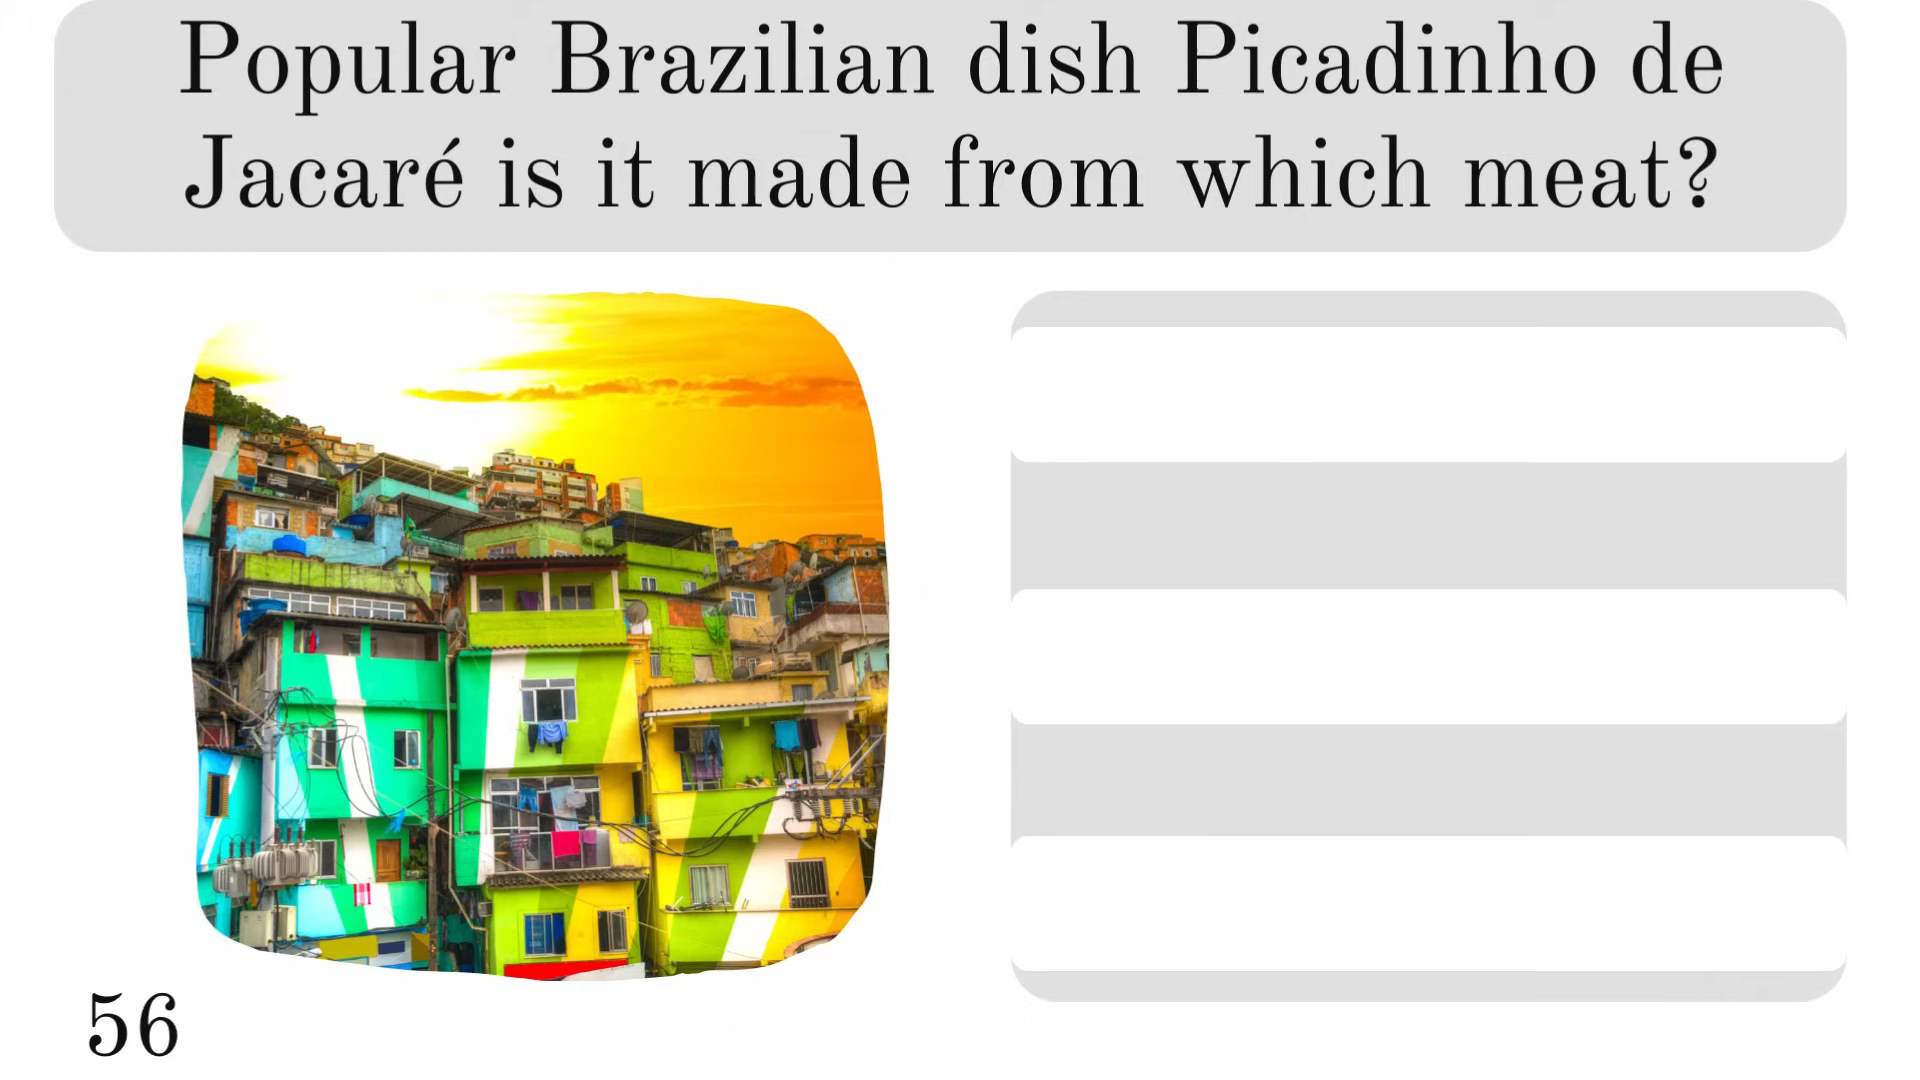 Popular Brazilian dish Picadinho de
Jacaré is it made from which meat?
56